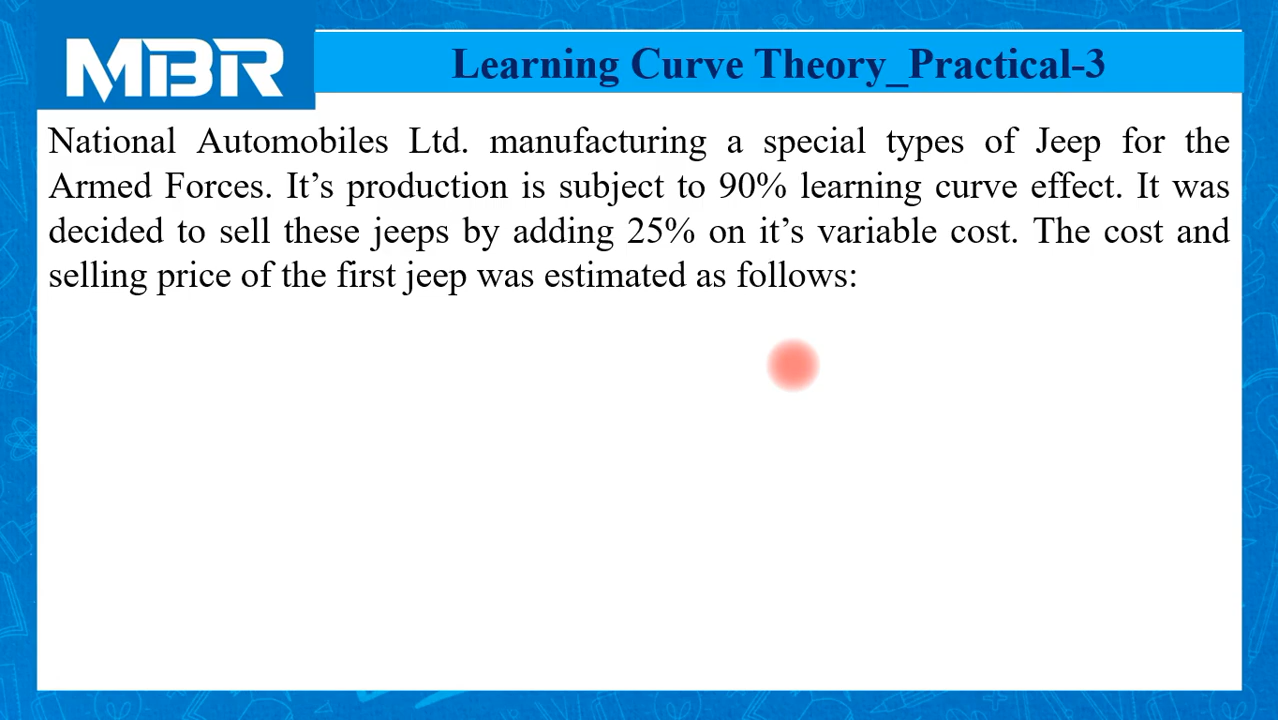 MBR
Learning Curve Theory_Practical-3
National Automobiles Ltd. manufacturing a special types of Jeep for the
Armed Forces. It’s production is subject to 90% learning curve effect. It was
decided to sell these jeeps by adding 25% on it’s variable cost. The cost and
selling price of the first jeep was estimated as follows: